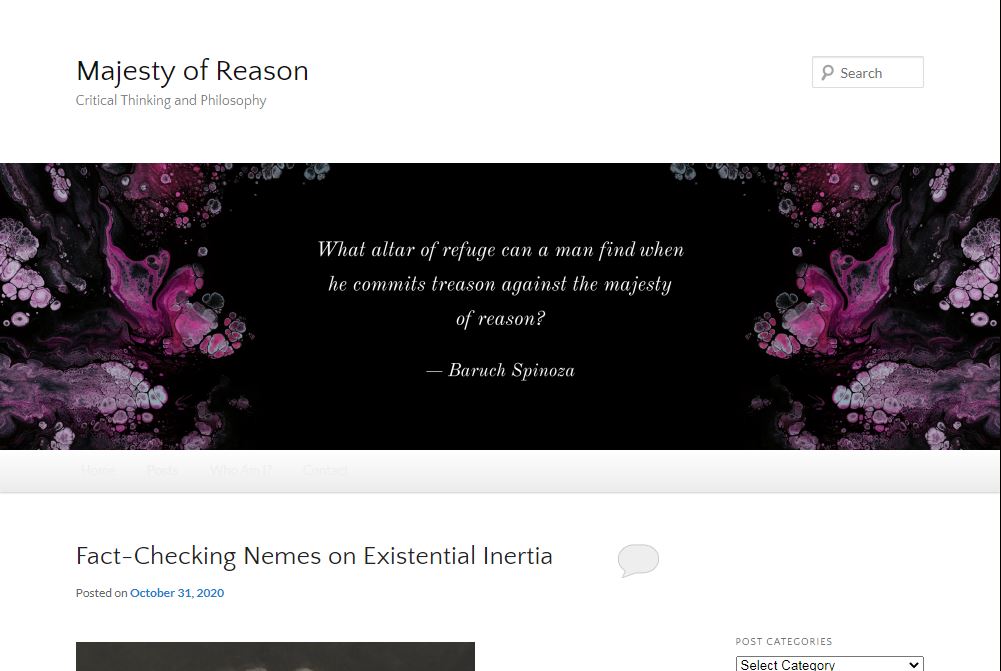 Majesty of Reason
Search
Critical Thinking and Philosophy
What altar of refuge can a man find when
he commits treason against the majesty
of reason?
— Baruch Spinoza
Home Posts Who Am I? Contact
Fact-Checking Nemes on Existential Inertia
Posted on October 31, 2020
POST CATEGORIES
Select Category